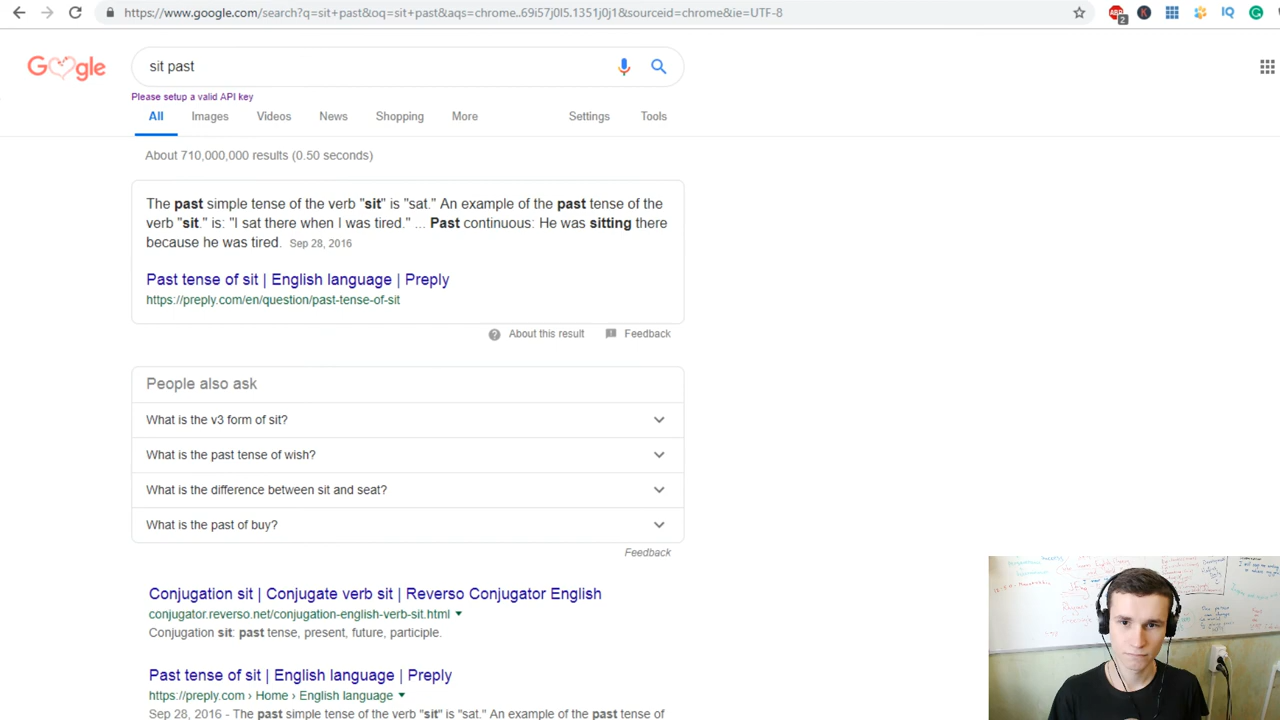 https://www.google.com/search?q=sit+past&oq=sit+past&aqs=chrome..69i57j0l5.1351j0j1&sourceid=chrome&ie=UTF-8
2
K
IQ
G
Google
sit past
Please setup a valid API key
All Images Videos News Shopping More Settings Tools
About 710,000,000 results (0.50 seconds)
The past simple tense of the verb "sit" is "sat." An example of the past tense of the
verb "sit." is: "I sat there when I was tired." ... Past continuous: He was sitting there
because he was tired. Sep 28, 2016
Past tense of sit | English language | Preply
https://preply.com/en/question/past-tense-of-sit
About this result Feedback
People also ask
What is the v3 form of sit?
What is the past tense of wish?
What is the difference between sit and seat?
What is the past of buy?
Feedback
Conjugation sit | Conjugate verb sit | Reverso Conjugator English
conjugator.reverso.net/conjugation-english-verb-sit.html
Conjugation sit: past tense, present, future, participle.
Past tense of sit | English language | Preply
https://preply.com › Home › English language
Sep 28, 2016 - The past simple tense of the verb "sit" is "sat." An example of the past tense of